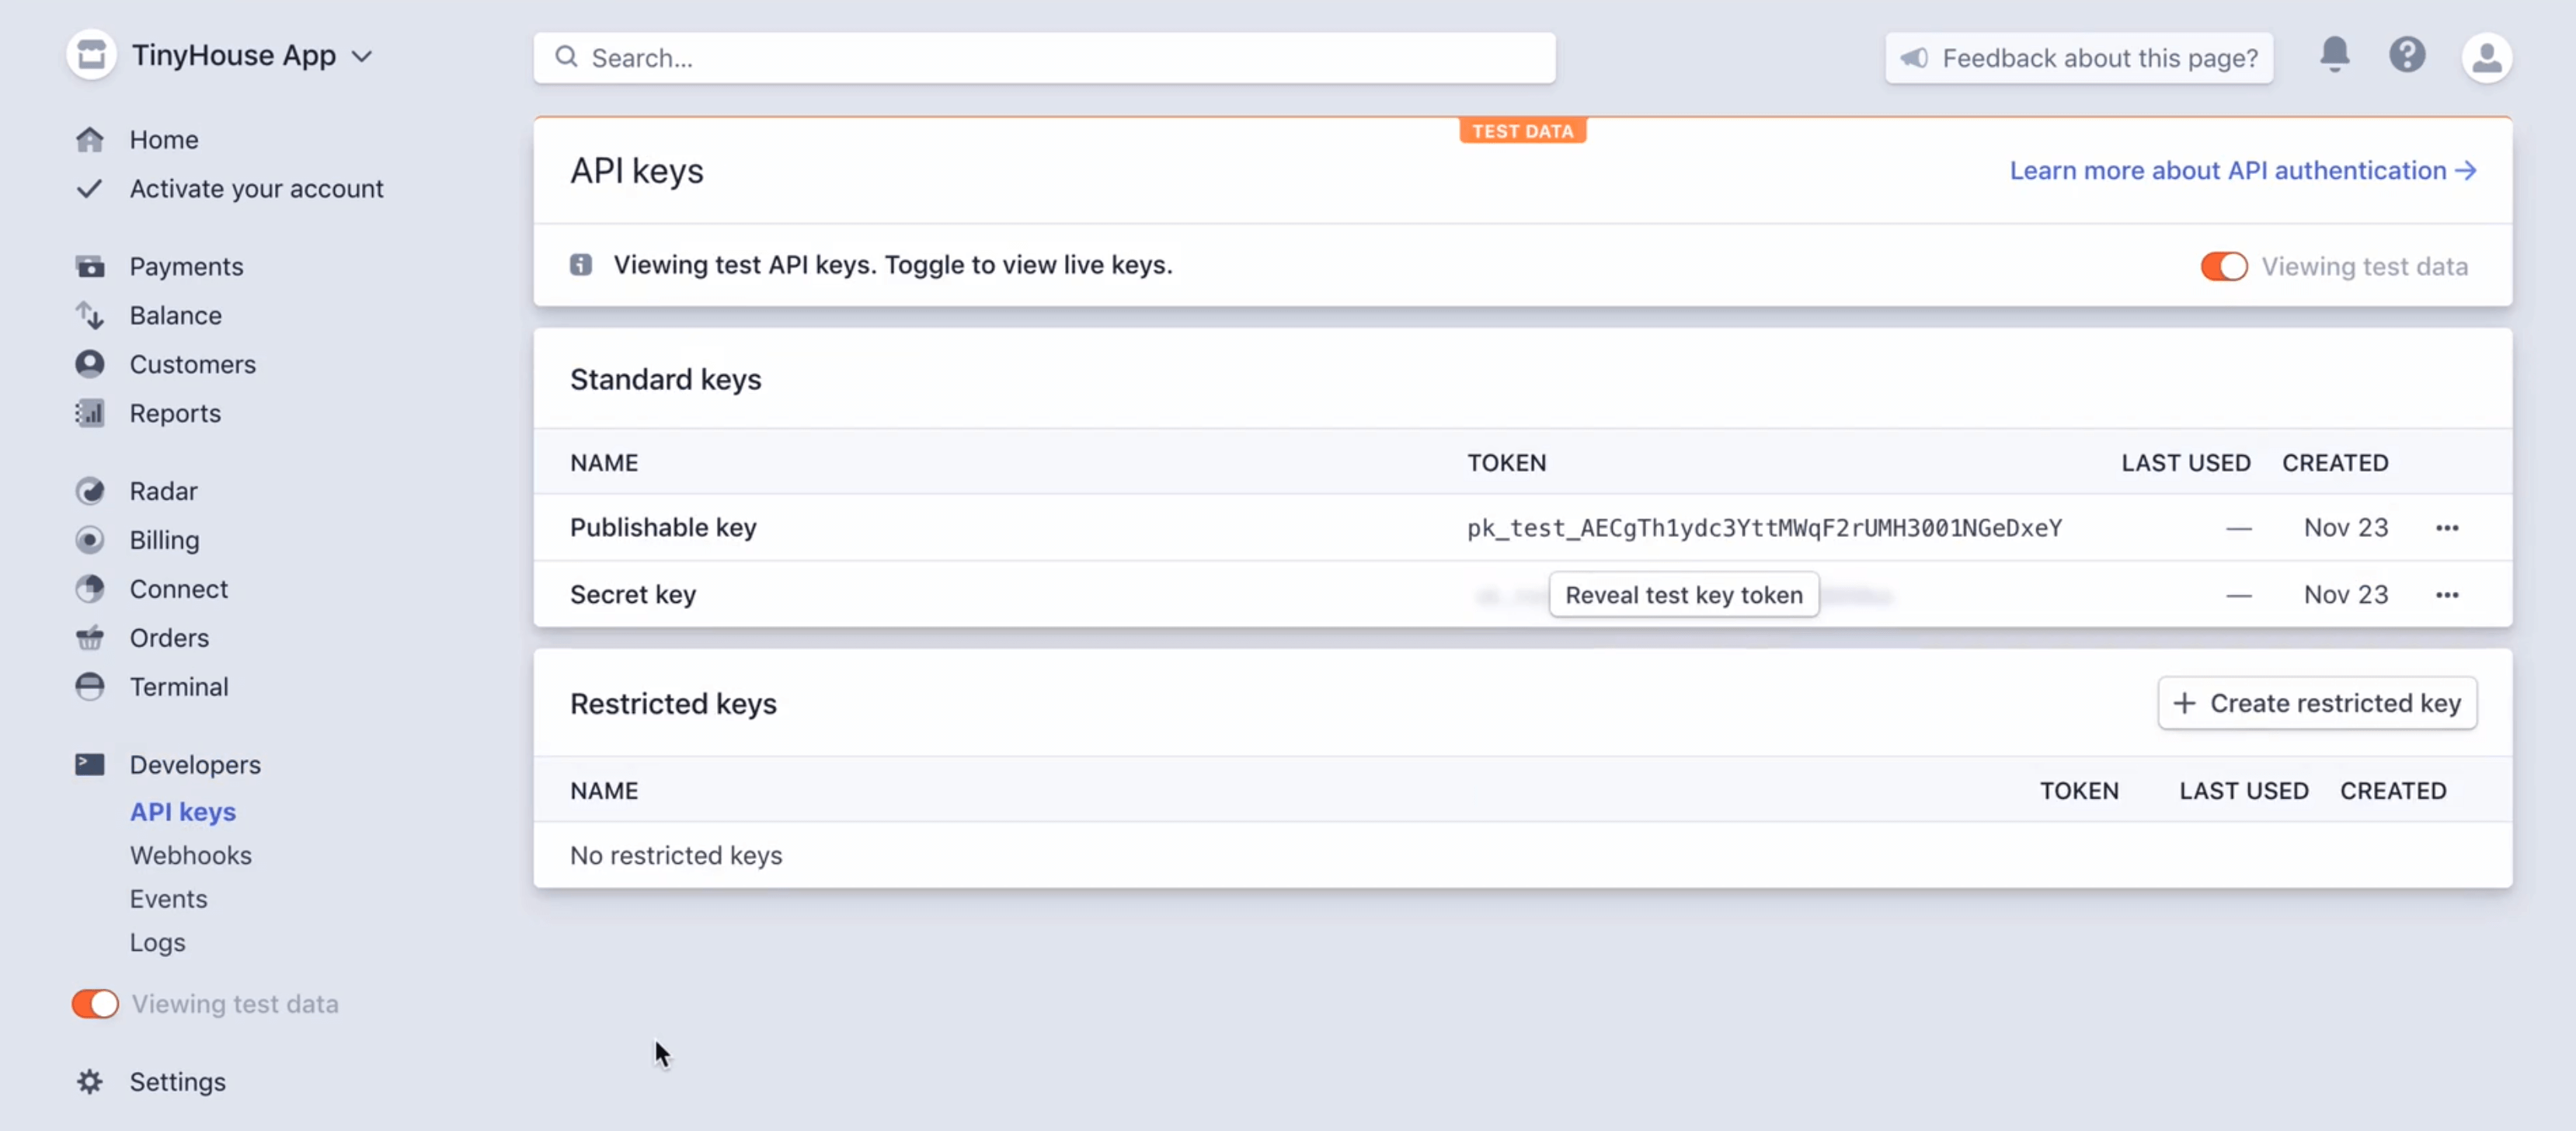 TinyHouse App
Search...
Feedback about this page?
Home
Activate your account
Payments
Balance
Customers
Reports
Radar
Billing
Connect
Orders
Terminal
Developers
API keys
Webhooks
Events
Logs
Viewing test data
Settings
TEST DATA
API keys
Learn more about API authentication →
Viewing test API keys. Toggle to view live keys.
Viewing test data
Standard keys
NAME TOKEN LAST USED CREATED
Publishable key pk_test_AECgTh1ydc3YttMWqF2rUMH3001NGeDxeY — Nov 23
Secret key Reveal test key token — Nov 23
Restricted keys
+ Create restricted key
NAME TOKEN LAST USED CREATED
No restricted keys